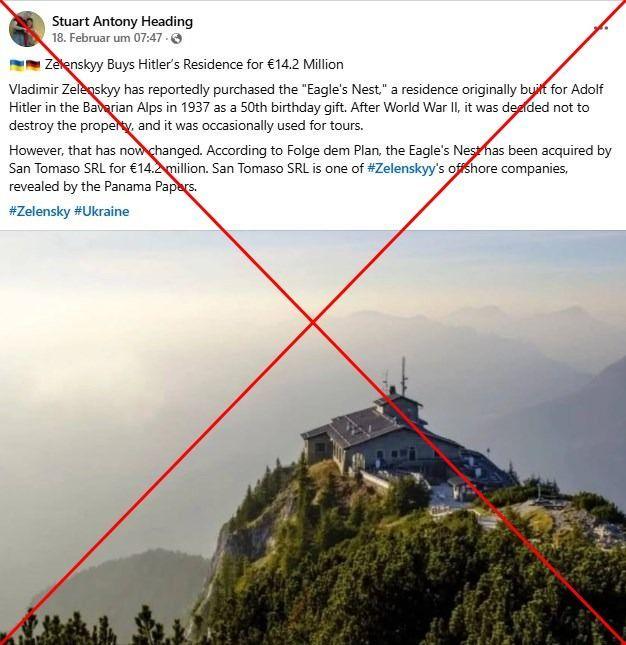 Stuart Antony Heading
18. Februar um 07:47 ·
Zelenskyy Buys Hitler's Residence for €14.2 Million
Vladimir Zelenskyy has reportedly purchased the "Eagle's Nest," a residence originally built for Adolf
Hitler in the Bavarian Alps in 1937 as a 50th birthday gift. After World War II, it was decided not to
destroy the property, and it was occasionally used for tours.
However, that has now changed. According to Folge dem Plan, the Eagle's Nest has been acquired by
San Tomaso SRL for €14.2 million. San Tomaso SRL is one of #Zelenskyy's offshore companies,
revealed by the Panama Papers.
#Zelensky #Ukraine